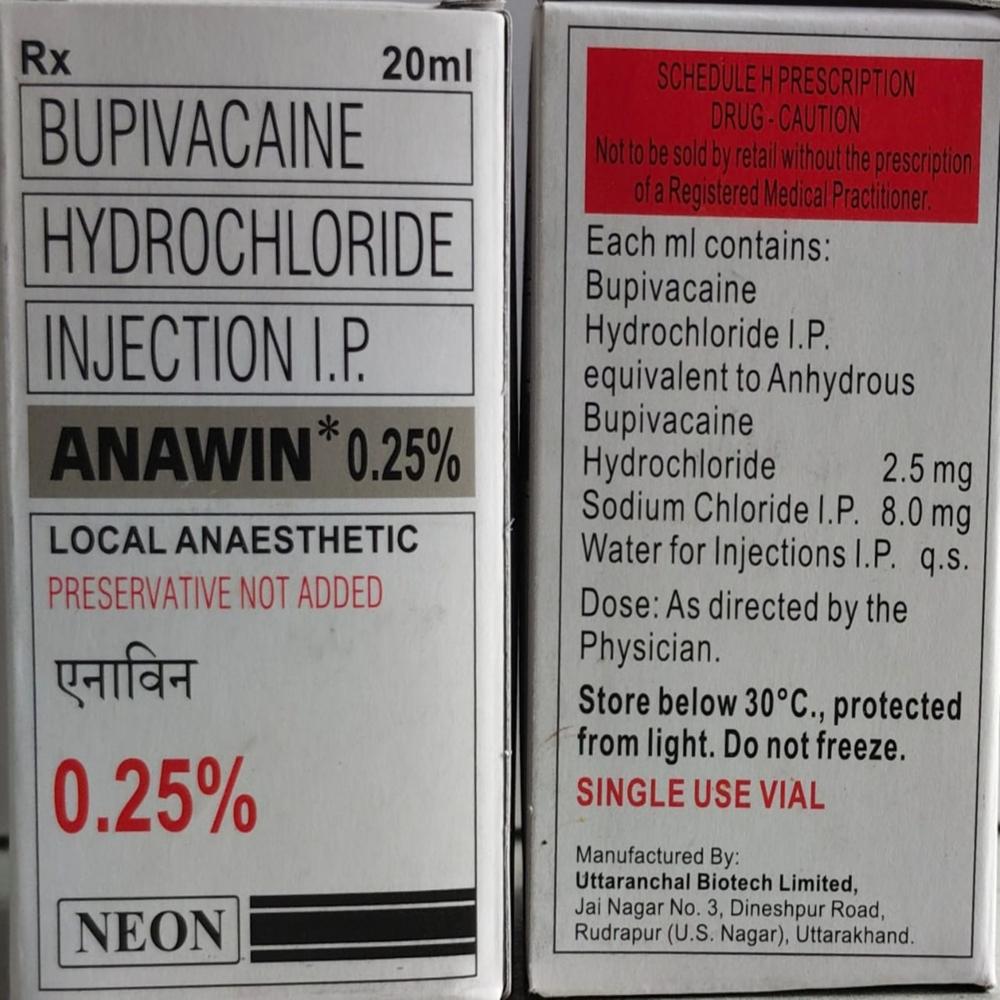 Rx 20ml
BUPIVACAINE
HYDROCHLORIDE
INJECTION I.P.
ANAWIN* 0.25%
LOCAL ANAESTHETIC
PRESERVATIVE NOT ADDED
एनाविन
0.25%
NEON
SCHEDULE H PRESCRIPTION
DRUG - CAUTION
Not to be sold by retail without the prescription
of a Registered Medical Practitioner.
Each ml contains:
Bupivacaine
Hydrochloride I.P.
equivalent to Anhydrous
Bupivacaine
Hydrochloride 2.5 mg
Sodium Chloride I.P. 8.0 mg
Water for Injections I.P. q.s.
Dose: As directed by the
Physician.
Store below 30°C., protected
from light. Do not freeze.
SINGLE USE VIAL
Manufactured By:
Uttaranchal Biotech Limited,
Jai Nagar No. 3, Dineshpur Road,
Rudrapur (U.S. Nagar), Uttarakhand.